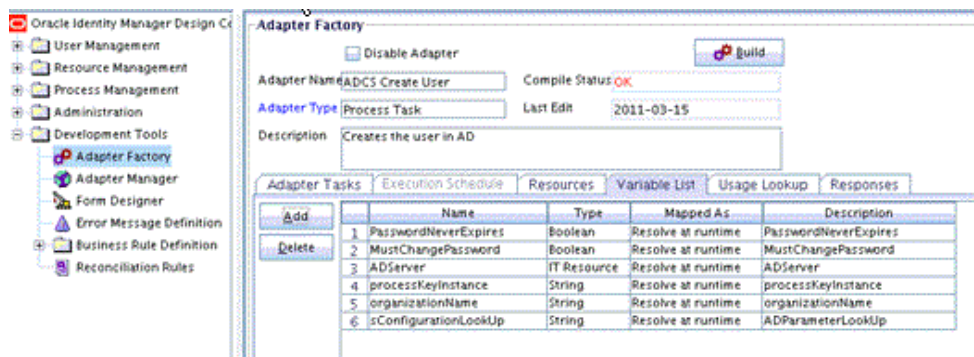 Oracle Identity Manager Design Ce
User Management
Resource Management
Process Management
Administration
Development Tools
Adapter Factory
Adapter Manager
Form Designer
Error Message Definition
Business Rule Definition
Reconciliation Rules
Adapter Factory
Disable Adapter
Build
Adapter Name ADCS Create User Compile Status OK
Adapter Type Process Task Last Edit 2011-03-15
Description Creates the user in AD
Adapter Tasks Execution Schedule Resources Variable List Usage Lookup Responses
Add
Delete
Name Type Mapped As Description
1 PasswordNeverExpires Boolean Resolve at runtime PasswordNeverExpires
2 MustChangePassword Boolean Resolve at runtime MustChangePassword
3 ADServer IT Resource Resolve at runtime ADServer
4 processKeyInstance String Resolve at runtime processKeyInstance
5 organizationName String Resolve at runtime organizationName
6 sConfigurationLookUp String Resolve at runtime ADParameterLookUp